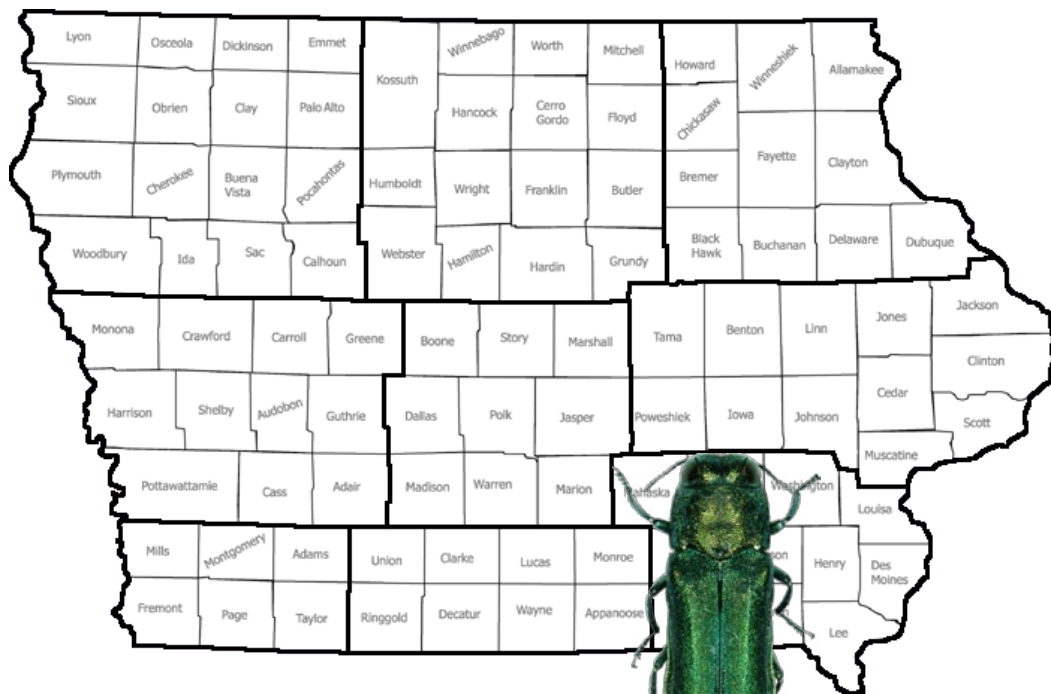 Lyon
Osceola
Dickinson
Emmet
Kossuth
Winnebago
Worth
Mitchell
Howard
Winneshiek
Allamakee
Sioux
Obrien
Clay
Palo Alto
Hancock
Cerro
Gordo
Floyd
Chickasaw
Fayette
Clayton
Plymouth
Cherokee
Buena
Vista
Pocahontas
Humboldt
Wright
Franklin
Butler
Bremer
Woodbury
Ida
Sac
Calhoun
Webster
Hamilton
Hardin
Grundy
Black
Hawk
Buchanan
Delaware
Dubuque
Monona
Crawford
Carroll
Greene
Boone
Story
Marshall
Tama
Benton
Linn
Jones
Jackson
Clinton
Harrison
Shelby
Audobon
Guthrie
Dallas
Polk
Jasper
Poweshiek
Iowa
Johnson
Cedar
Scott
Muscatine
Pottawattamie
Cass
Adair
Madison
Warren
Marion
Mahaska
Washington
Louisa
Mills
Montgomery
Adams
Union
Clarke
Lucas
Monroe
Henry
Des
Moines
Fremont
Page
Taylor
Ringgold
Decatur
Wayne
Appanoose
Lee